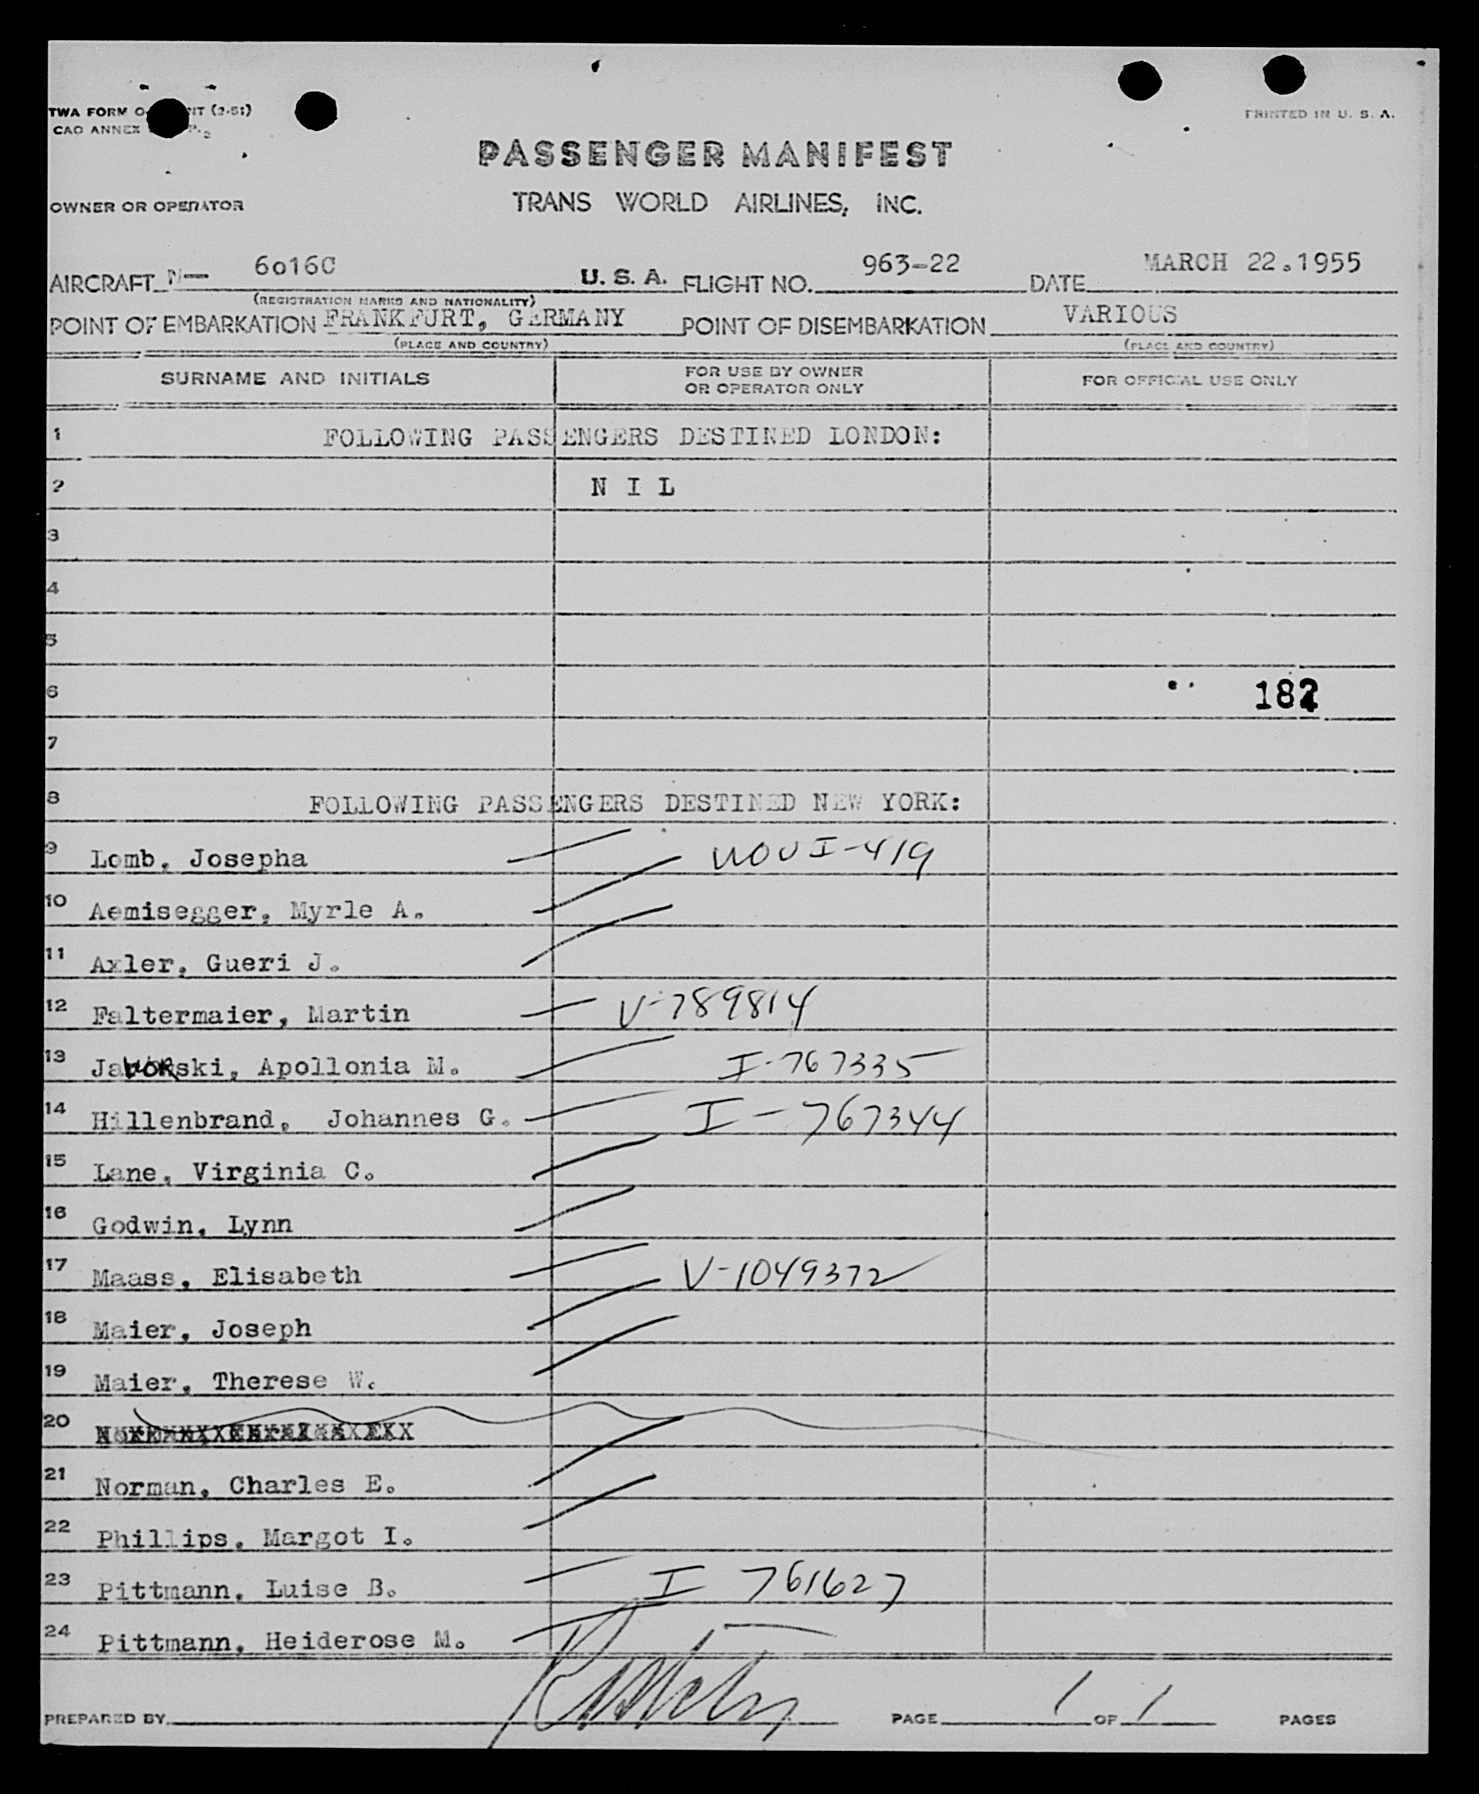 TWA FORM O- NT (2-51)
CAO ANNEX P. 2
PRINTED IN U. S. A.
PASSENGER MANIFEST
OWNER OR OPERATOR
TRANS WORLD AIRLINES, INC.
AIRCRAFT N— 6016C U. S. A. FLIGHT NO. 963-22 DATE MARCH 22.1955
(REGISTRATION MARKS AND NATIONALITY)
POINT OF EMBARKATION FRANKFURT, GERMANY POINT OF DISEMBARKATION VARIOUS
(PLACE AND COUNTRY) (PLACE AND COUNTRY)
SURNAME AND INITIALS FOR USE BY OWNER OR OPERATOR ONLY FOR OFFICIAL USE ONLY
1 FOLLOWING PASSENGERS DESTINED LONDON:
2 N I L
3
4
5
6 182
7
8 FOLLOWING PASSENGERS DESTINED NEW YORK:
9 Lomb, Josepha I-419
10 Aemisegger, Myrle A.
11 Axler, Gueri J.
12 Faltermaier, Martin V-789814
13 Jaworski, Apollonia M. I-767335
14 Hillenbrand, Johannes G. I-767344
15 Lane, Virginia C.
16 Godwin, Lynn
17 Maass, Elisabeth V-1049372
18 Maier, Joseph
19 Maier, Therese W.
20
21 Norman, Charles E.
22 Phillips, Margot I.
23 Pittmann, Luise B. I 761627
24 Pittmann, Heiderose M.
PREPARED BY PAGE 1 OF 1 PAGES